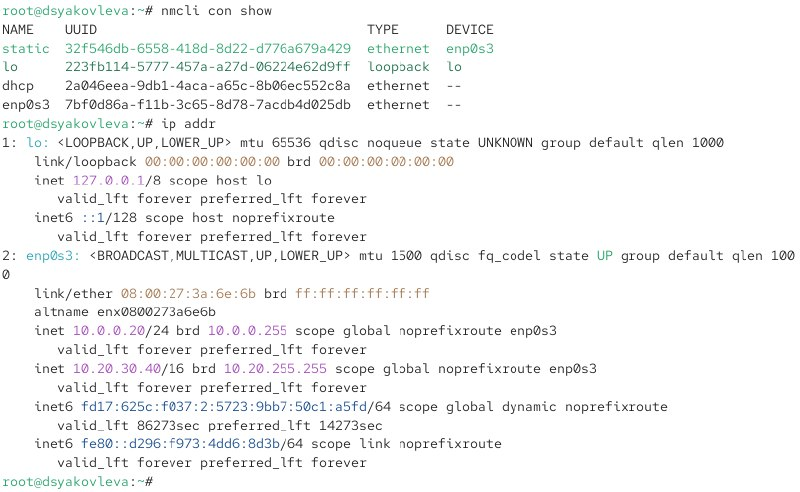 root@dsyakovleva:~# nmcli con show
NAME    UUID                                  TYPE      DEVICE
static  32f546db-6558-418d-8d22-d776a679a429  ethernet  enp0s3
lo      223fb114-5777-457a-a27d-06224e62d9ff  loopback  lo
dhcp    2a046eea-9db1-4aca-a65c-8b06ec552c8a  ethernet  --
enp0s3  7bf0d86a-f11b-3c65-8d78-7acdb4d025db  ethernet  --
root@dsyakovleva:~# ip addr
1: lo: <LOOPBACK,UP,LOWER_UP> mtu 65536 qdisc noqueue state UNKNOWN group default qlen 1000
    link/loopback 00:00:00:00:00:00 brd 00:00:00:00:00:00
    inet 127.0.0.1/8 scope host lo
       valid_lft forever preferred_lft forever
    inet6 ::1/128 scope host noprefixroute
       valid_lft forever preferred_lft forever
2: enp0s3: <BROADCAST,MULTICAST,UP,LOWER_UP> mtu 1500 qdisc fq_codel state UP group default qlen 100
0
    link/ether 08:00:27:3a:6e:6b brd ff:ff:ff:ff:ff:ff
    altname enx0800273a6e6b
    inet 10.0.0.20/24 brd 10.0.0.255 scope global noprefixroute enp0s3
       valid_lft forever preferred_lft forever
    inet 10.20.30.40/16 brd 10.20.255.255 scope global noprefixroute enp0s3
       valid_lft forever preferred_lft forever
    inet6 fd17:625c:f037:2:5723:9bb7:50c1:a5fd/64 scope global dynamic noprefixroute
       valid_lft 86273sec preferred_lft 14273sec
    inet6 fe80::d296:f973:4dd6:8d3b/64 scope link noprefixroute
       valid_lft forever preferred_lft forever
root@dsyakovleva:~#